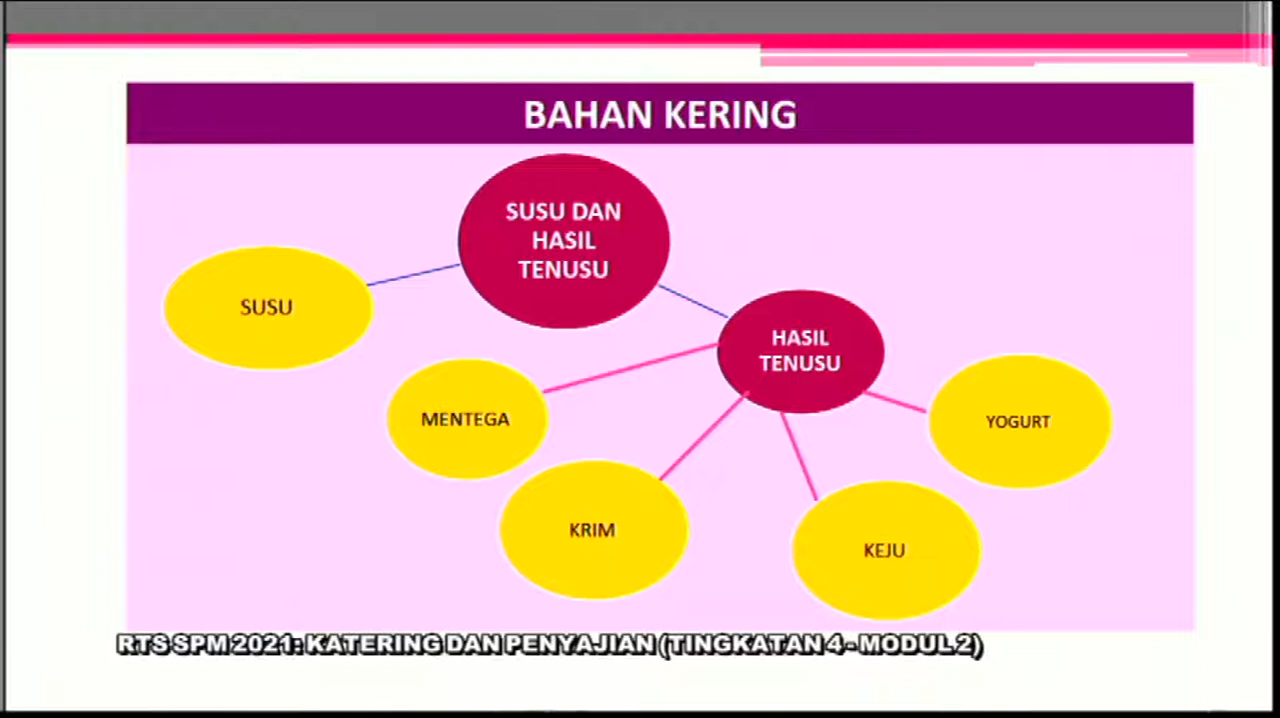 BAHAN KERING
SUSU DAN
HASIL
TENUSU
SUSU
HASIL
TENUSU
MENTEGA
YOGURT
KRIM
KEJU
RTS SPM 2021: KATERING DAN PENYAJIAN (TINGKATAN 4 - MODUL 2)